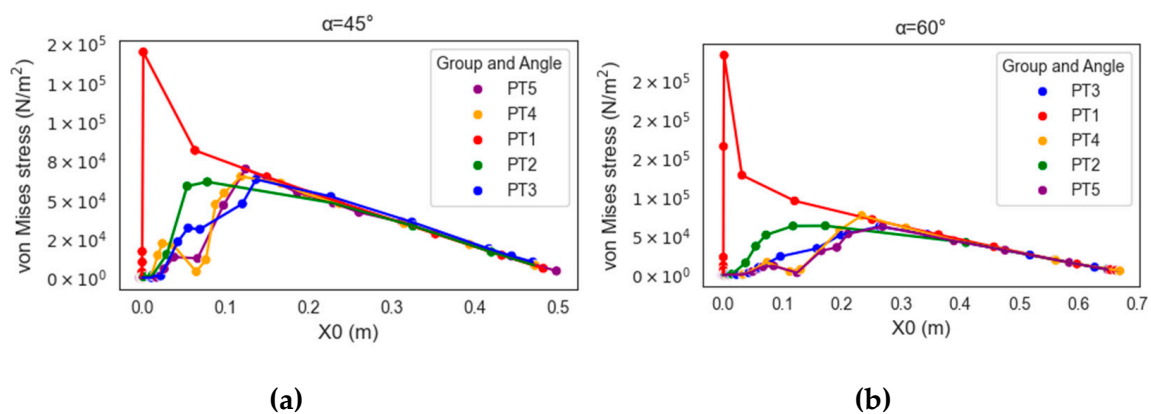 α=45°
von Mises stress (N/m²)
2 × 10⁵
1 × 10⁵
1 × 10⁵
8 × 10⁴
5 × 10⁴
2 × 10⁴
0 × 10⁰
0.0 0.1 0.2 0.3 0.4 0.5
X0 (m)
Group and Angle
PT5
PT4
PT1
PT2
PT3
(a)
α=60°
von Mises stress (N/m²)
2 × 10⁵
2 × 10⁵
2 × 10⁵
1 × 10⁵
5 × 10⁴
0 × 10⁰
0.0 0.1 0.2 0.3 0.4 0.5 0.6 0.7
X0 (m)
Group and Angle
PT3
PT1
PT4
PT2
PT5
(b)